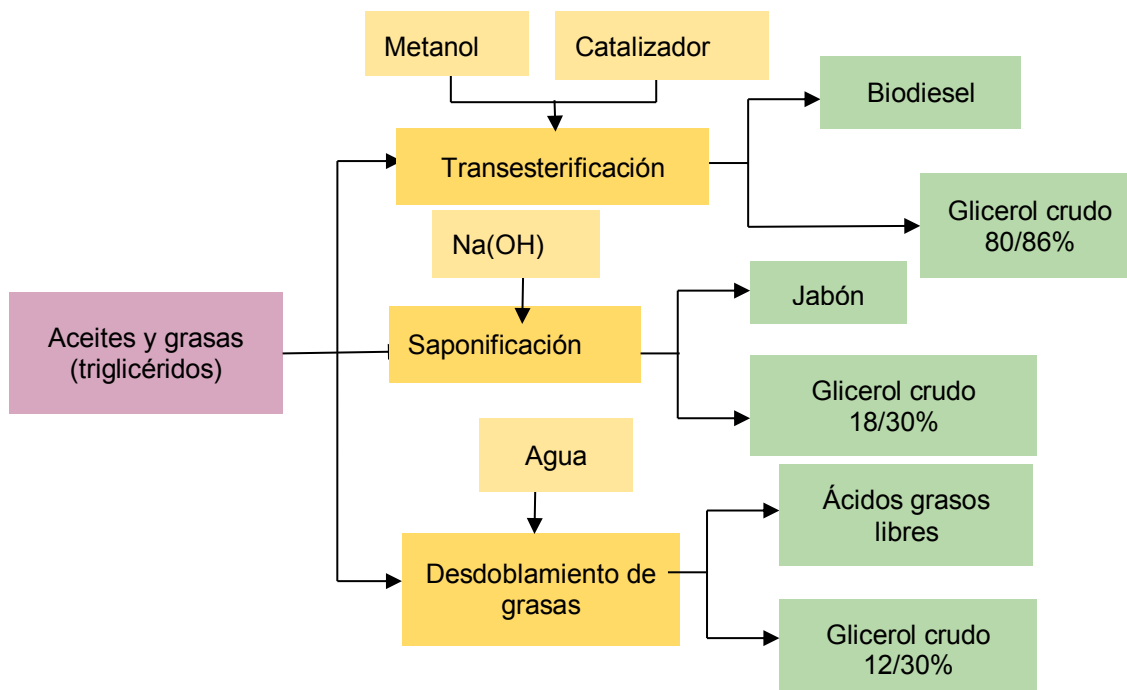 Metanol
Catalizador
Biodiesel
Transesterificación
Glicerol crudo
80/86%
Na(OH)
Jabón
Aceites y grasas
(triglicéridos)
Saponificación
Glicerol crudo
18/30%
Agua
Ácidos grasos
libres
Desdoblamiento de
grasas
Glicerol crudo
12/30%